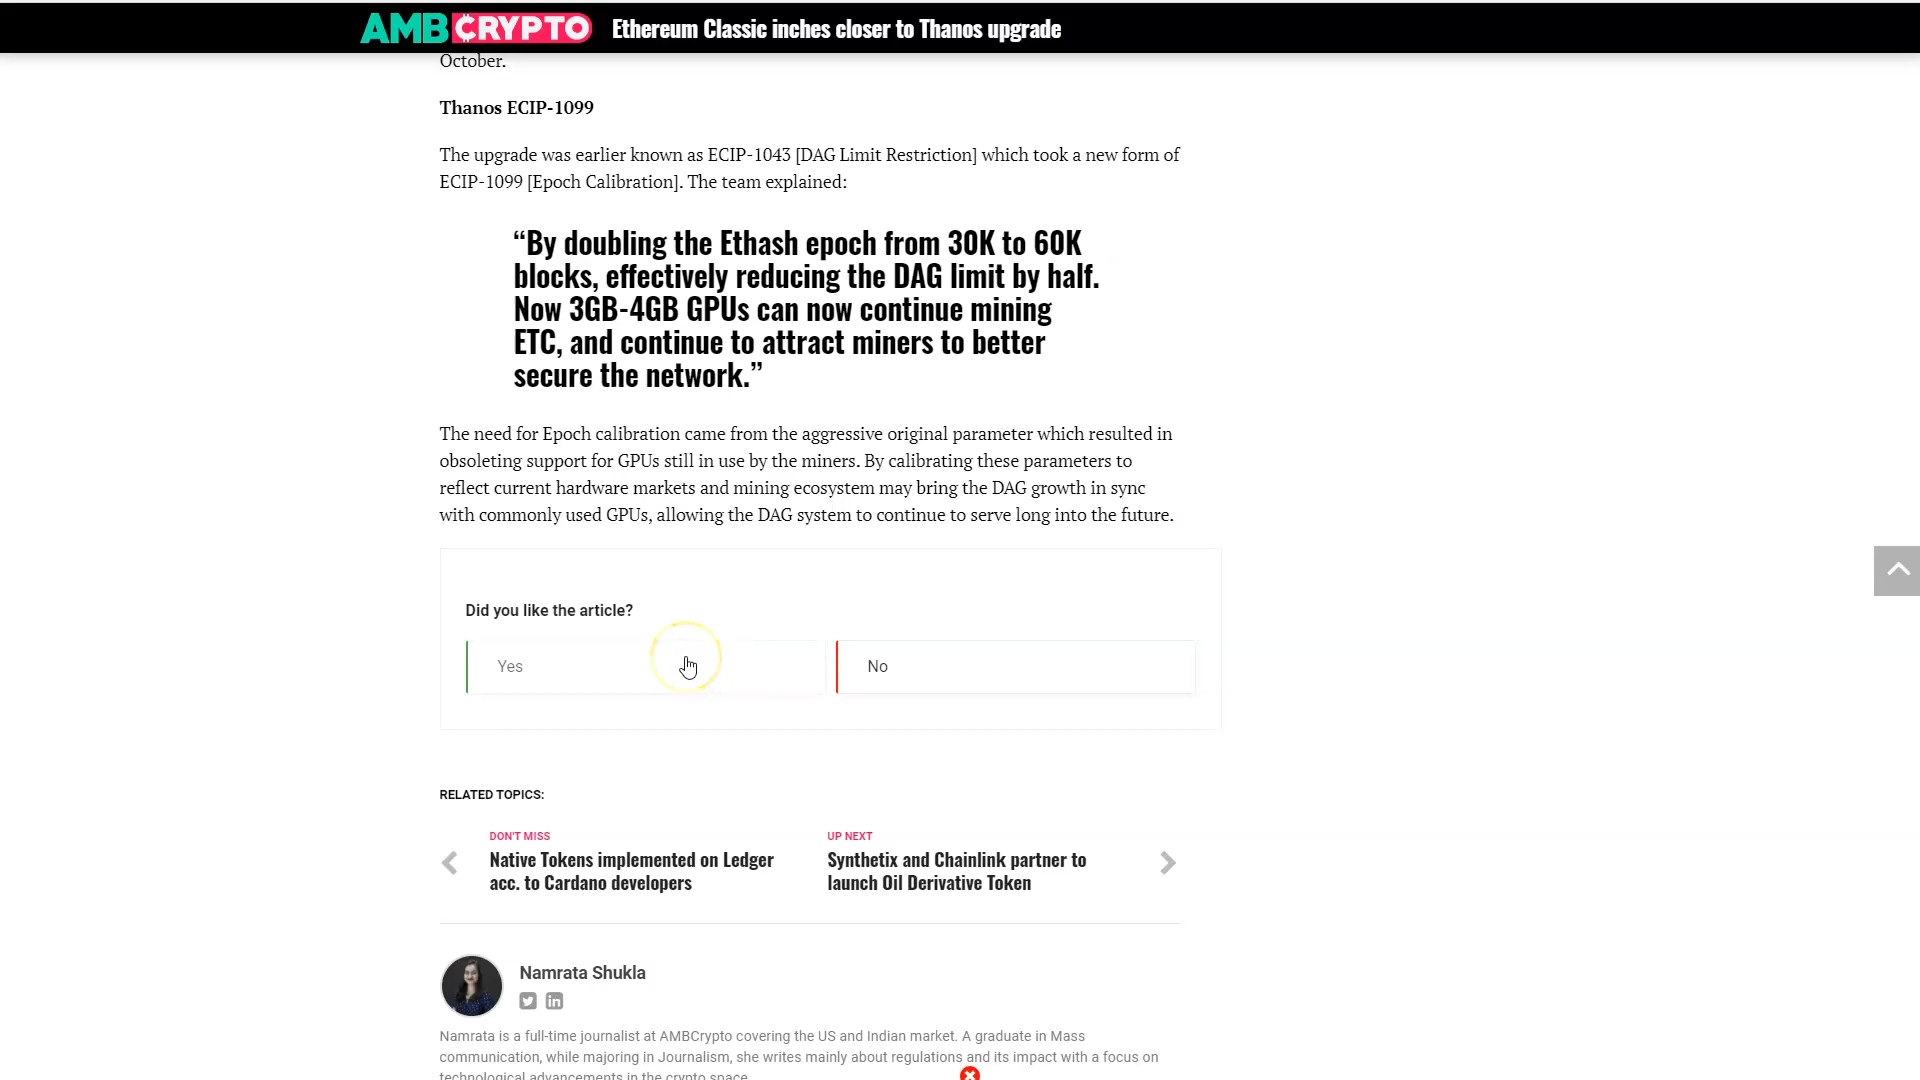 AMBCRYPTO Ethereum Classic inches closer to Thanos upgrade
October.
Thanos ECIP-1099
The upgrade was earlier known as ECIP-1043 [DAG Limit Restriction] which took a new form of
ECIP-1099 [Epoch Calibration]. The team explained:
“By doubling the Ethash epoch from 30K to 60K
blocks, effectively reducing the DAG limit by half.
Now 3GB-4GB GPUs can now continue mining
ETC, and continue to attract miners to better
secure the network.”
The need for Epoch calibration came from the aggressive original parameter which resulted in
obsoleting support for GPUs still in use by the miners. By calibrating these parameters to
reflect current hardware markets and mining ecosystem may bring the DAG growth in sync
with commonly used GPUs, allowing the DAG system to continue to serve long into the future.
Did you like the article?
Yes
No
RELATED TOPICS:
DON'T MISS
Native Tokens implemented on Ledger
acc. to Cardano developers
UP NEXT
Synthetix and Chainlink partner to
launch Oil Derivative Token
Namrata Shukla
Namrata is a full-time journalist at AMBCrypto covering the US and Indian market. A graduate in Mass
communication, while majoring in Journalism, she writes mainly about regulations and its impact with a focus on
technological advancements in the crypto space.